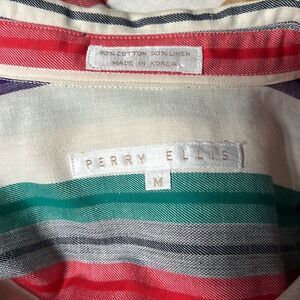 50% COTTON 50% LINEN
MADE IN KOREA
PERRY ELLIS
M